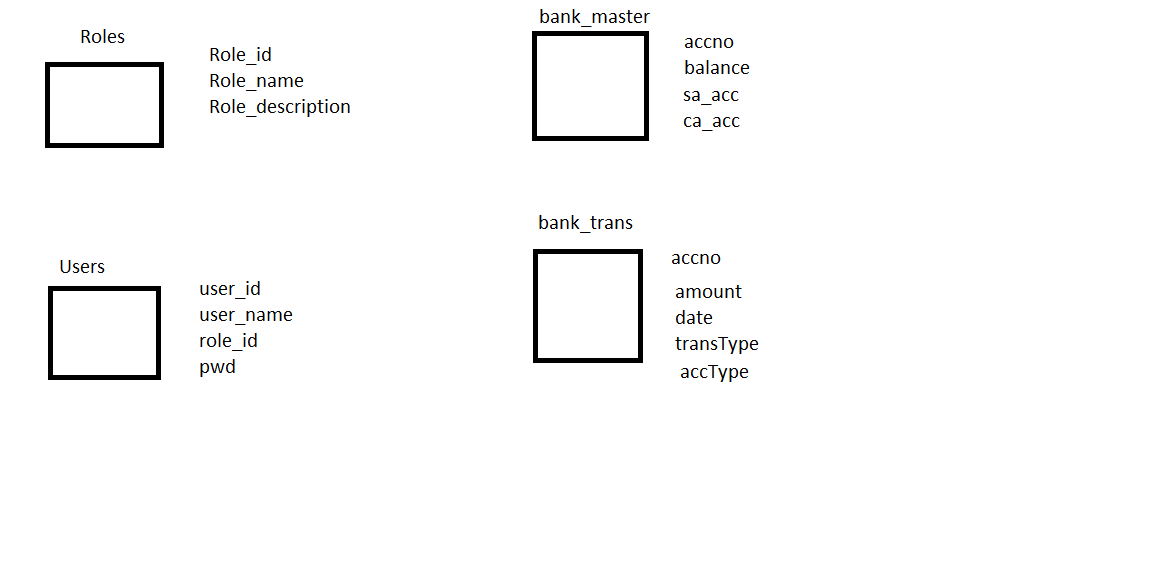 Roles
Role_id
Role_name
Role_description
bank_master
accno
balance
sa_acc
ca_acc
Users
user_id
user_name
role_id
pwd
bank_trans
accno
amount
date
transType
accType